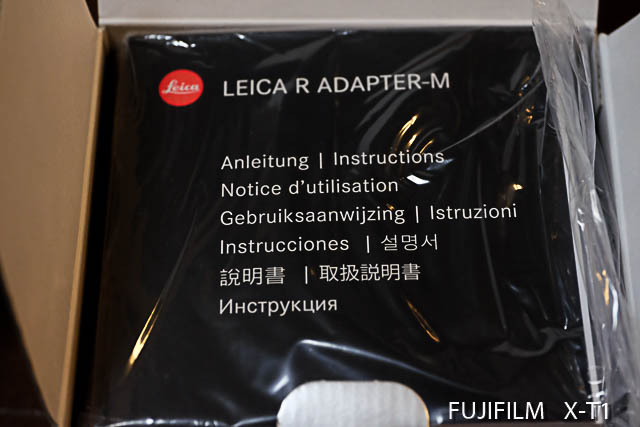 Leica LEICA R ADAPTER-M
Anleitung | Instructions
Notice d'utilisation
Gebruiksaanwijzing | Istruzioni
Instrucciones | 설명서
說明書 | 取扱説明書
Инструкция
FUJIFILM X-T1